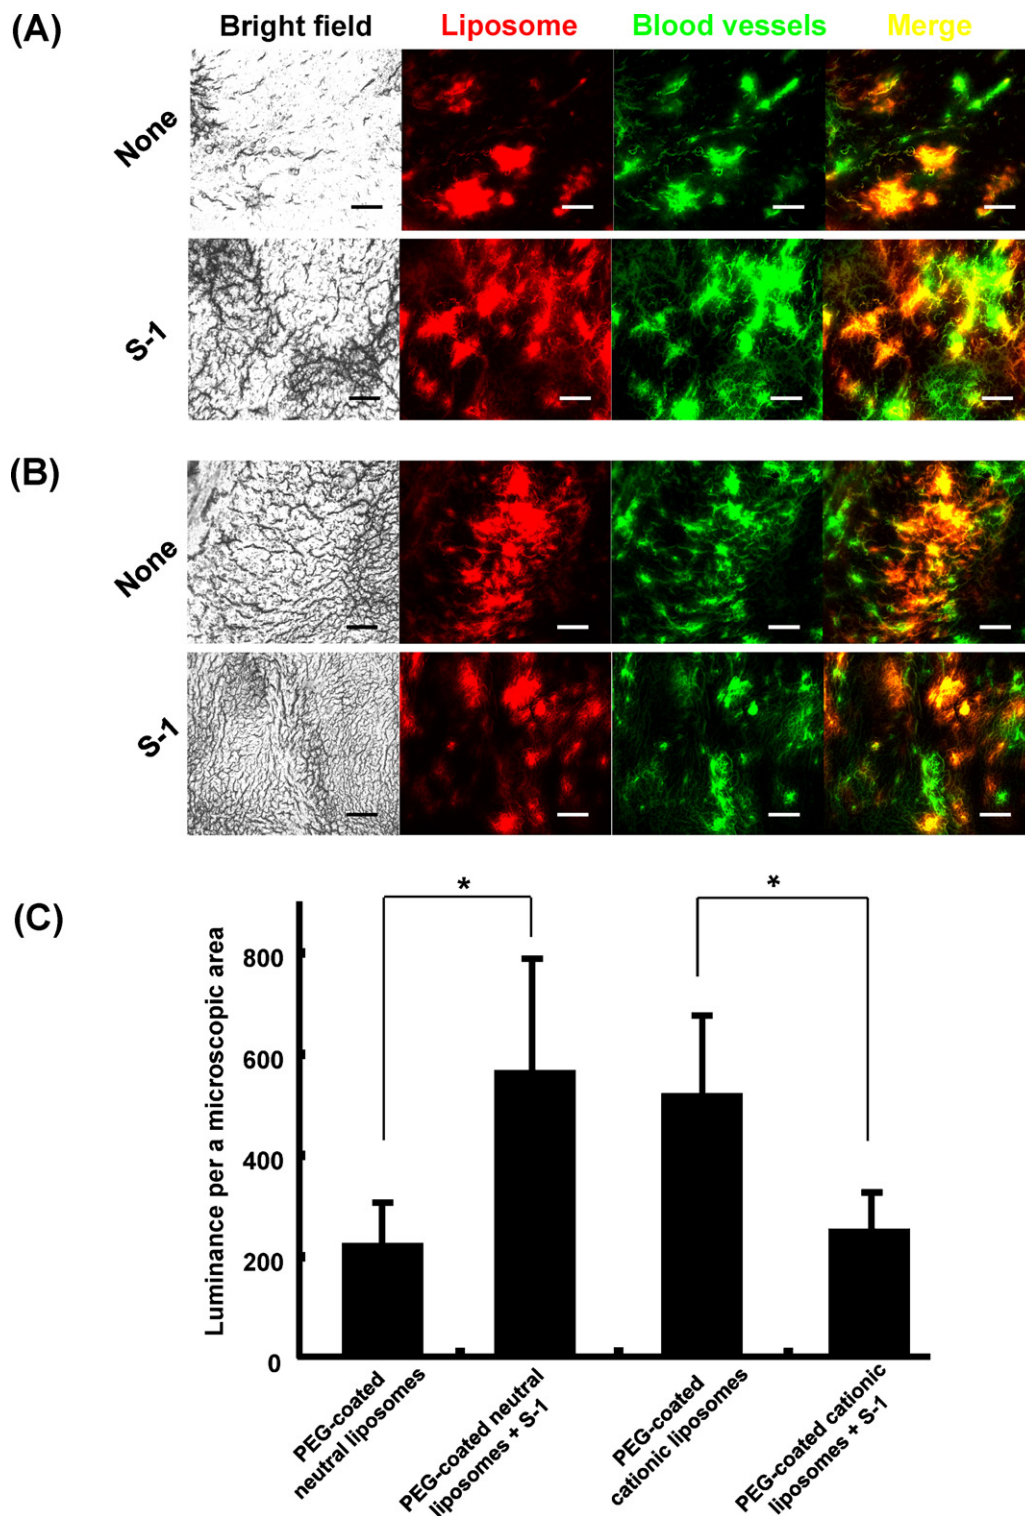 (A)
Bright field
Liposome
Blood vessels
Merge
None
S-1
(B)
None
S-1
(C)
*
*
Luminance per a microscopic area
800
600
400
200
0
PEG-coated
neutral liposomes
PEG-coated neutral
liposomes + S-1
PEG-coated
cationic liposomes
PEG-coated cationic
liposomes + S-1